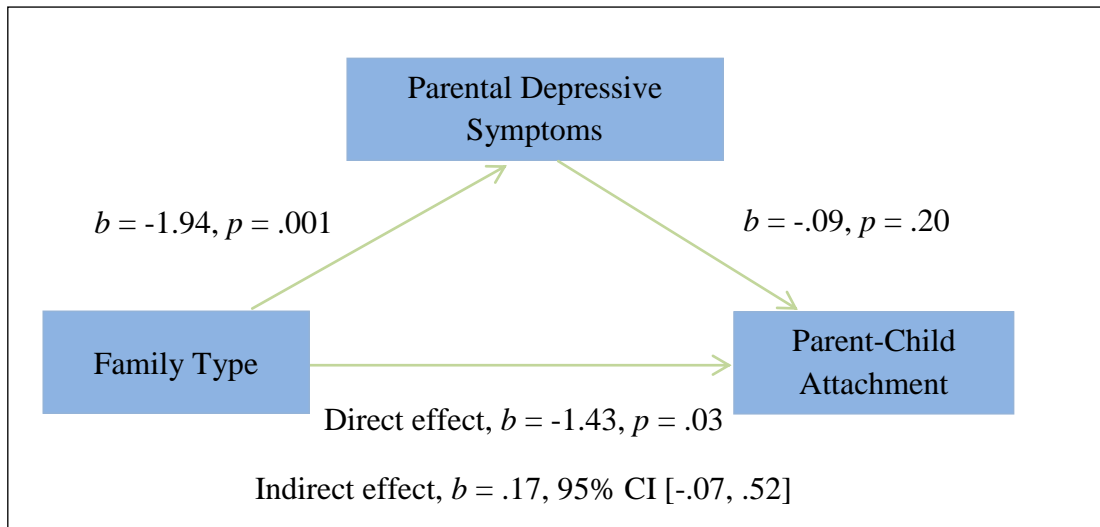 Parental Depressive
Symptoms
b = -1.94, p = .001
b = -.09, p = .20
Family Type
Parent-Child
Attachment
Direct effect, b = -1.43, p = .03
Indirect effect, b = .17, 95% CI [-.07, .52]